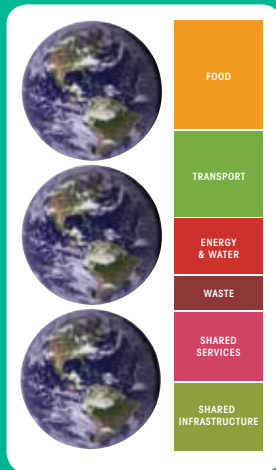 FOOD
TRANSPORT
ENERGY
& WATER
WASTE
SHARED
SERVICES
SHARED
INFRASTRUCTURE